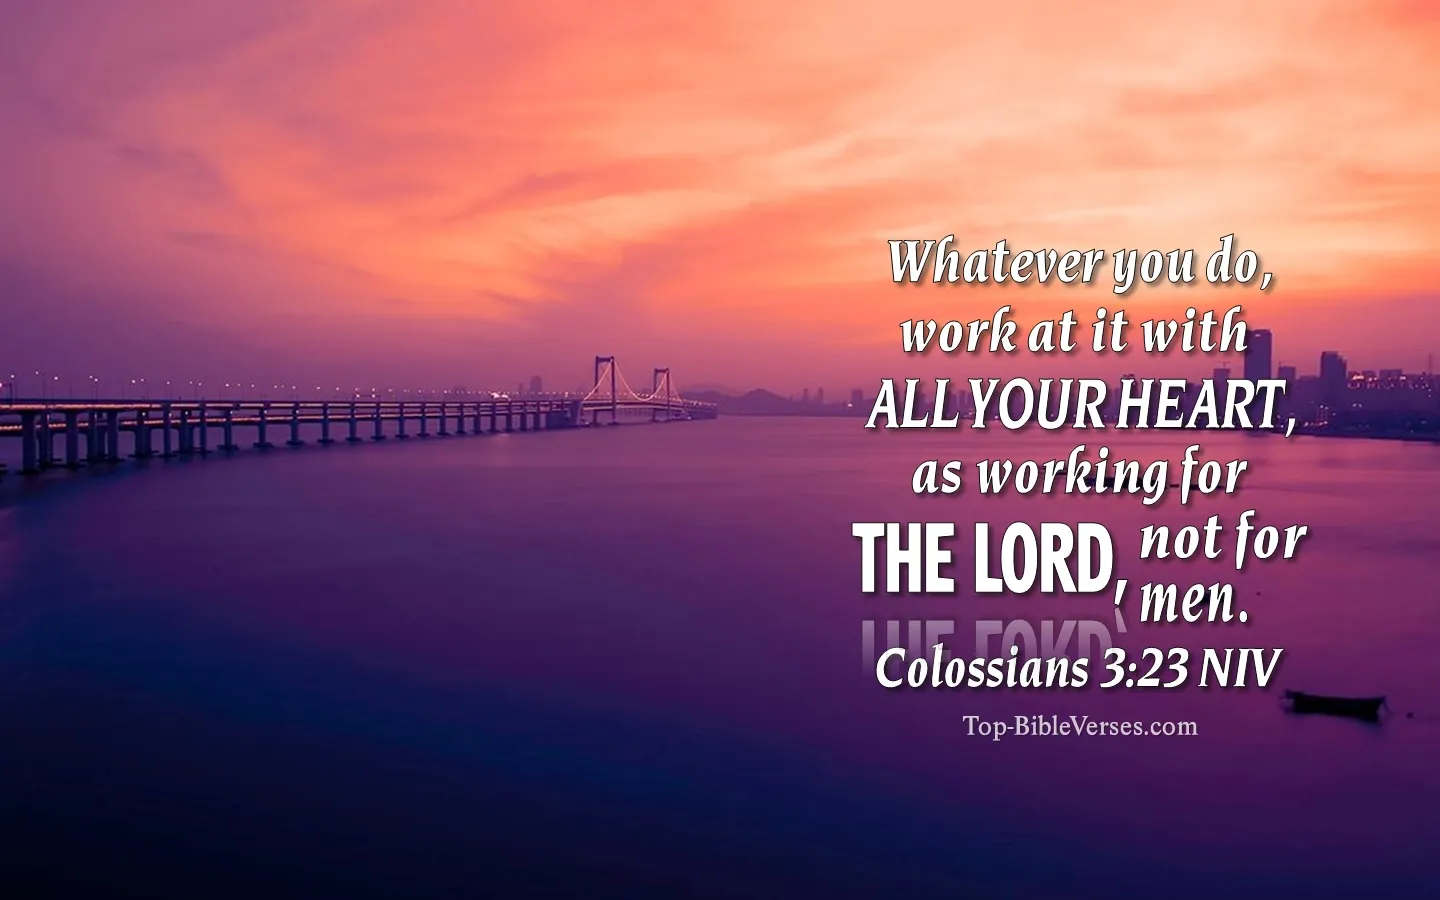 Whatever you do,
work at it with
ALL YOUR HEART,
as working for
THE LORD, not for
men.
Colossians 3:23 NIV
Top-BibleVerses.com